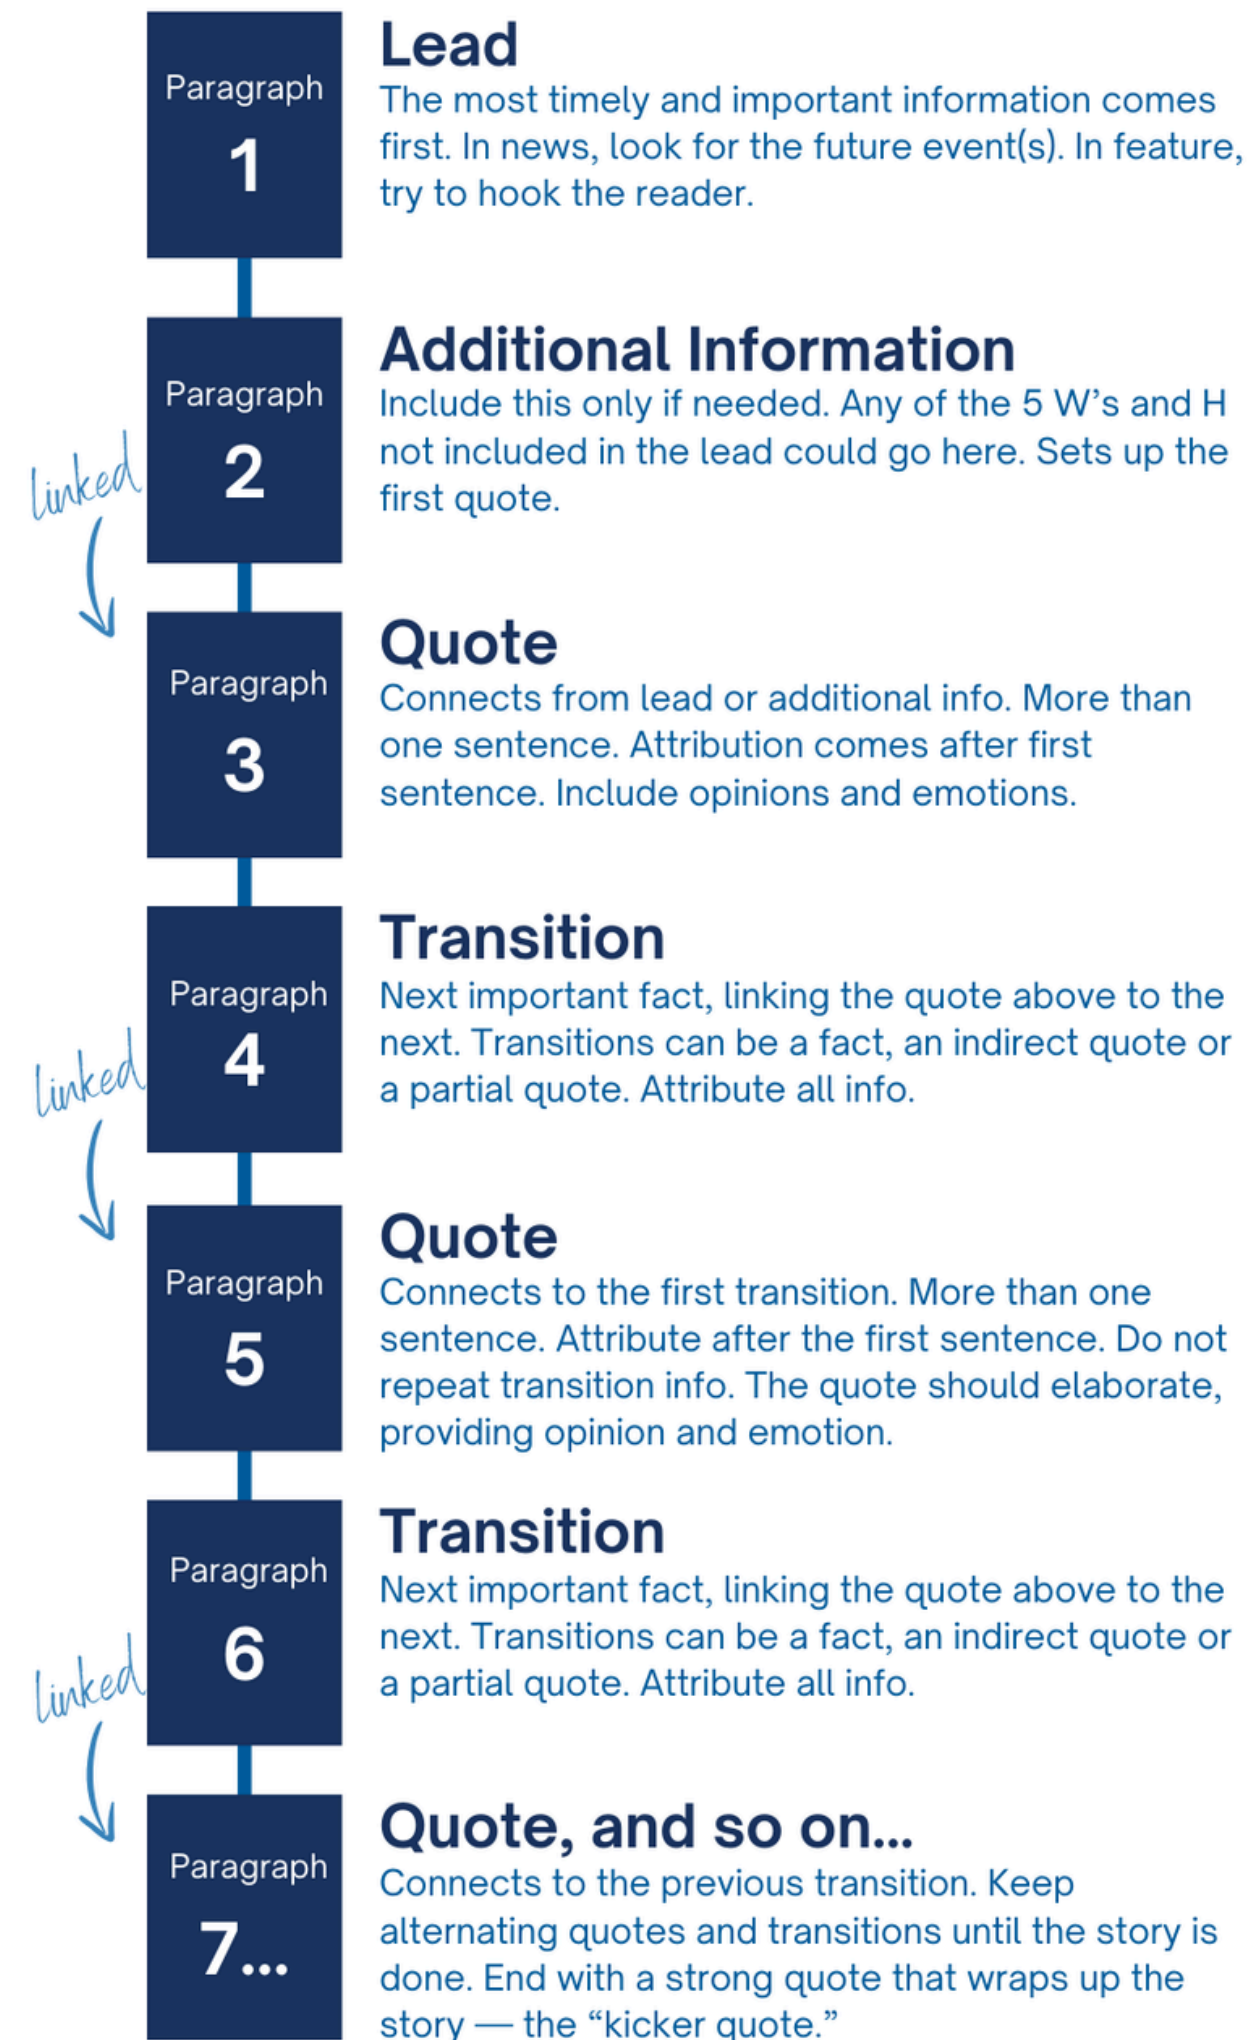 Paragraph
1
Lead
The most timely and important information comes
first. In news, look for the future event(s). In feature,
try to hook the reader.
Paragraph
2
linked
Additional Information
Include this only if needed. Any of the 5 W’s and H
not included in the lead could go here. Sets up the
first quote.
Paragraph
3
Quote
Connects from lead or additional info. More than
one sentence. Attribution comes after first
sentence. Include opinions and emotions.
Paragraph
4
linked
Transition
Next important fact, linking the quote above to the
next. Transitions can be a fact, an indirect quote or
a partial quote. Attribute all info.
Paragraph
5
Quote
Connects to the first transition. More than one
sentence. Attribute after the first sentence. Do not
repeat transition info. The quote should elaborate,
providing opinion and emotion.
Paragraph
6
linked
Transition
Next important fact, linking the quote above to the
next. Transitions can be a fact, an indirect quote or
a partial quote. Attribute all info.
Paragraph
7...
Quote, and so on...
Connects to the previous transition. Keep
alternating quotes and transitions until the story is
done. End with a strong quote that wraps up the
story — the “kicker quote.”